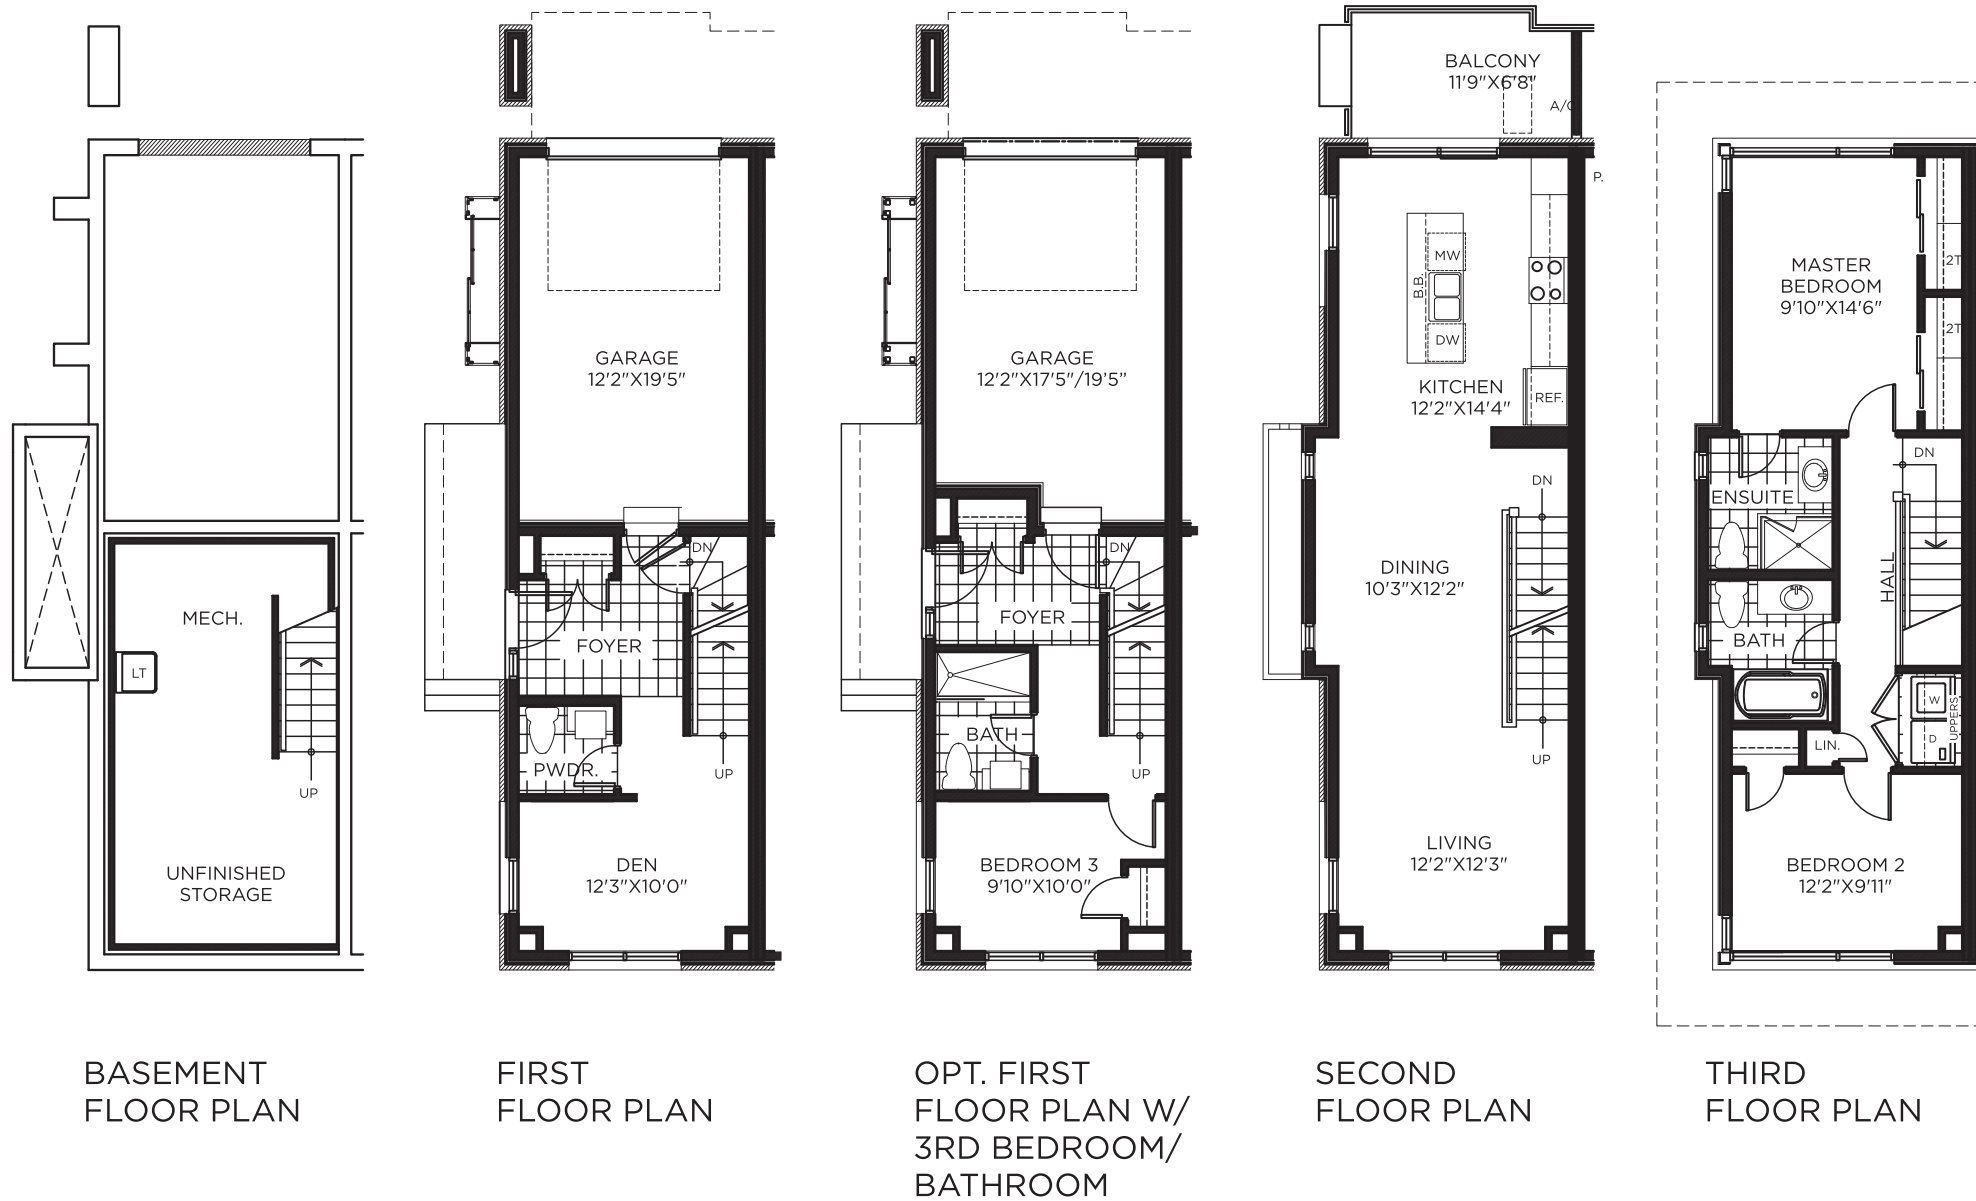 MECH.
LT
UP
UNFINISHED
STORAGE
BASEMENT
FLOOR PLAN
GARAGE
12'2"X19'5"
DN
FOYER
PWDR.
UP
DEN
12'3"X10'0"
FIRST
FLOOR PLAN
GARAGE
12'2"X17'5"/19'5”
DN
FOYER
BATH
UP
BEDROOM 3
9'10"X10'0"
OPT. FIRST
FLOOR PLAN W/
3RD BEDROOM/
BATHROOM
BALCONY
11'9"X6'8"
A/C
P.
MW
B.B.
DW
KITCHEN
12'2"X14'4"
REF.
DN
DINING
10'3"X12'2"
UP
LIVING
12'2"X12'3"
SECOND
FLOOR PLAN
2T
MASTER
BEDROOM
9'10"X14'6"
2T
DN
ENSUITE
HALL
BATH
W
UPPERS
D
LIN.
BEDROOM 2
12'2"X9'11"
THIRD
FLOOR PLAN